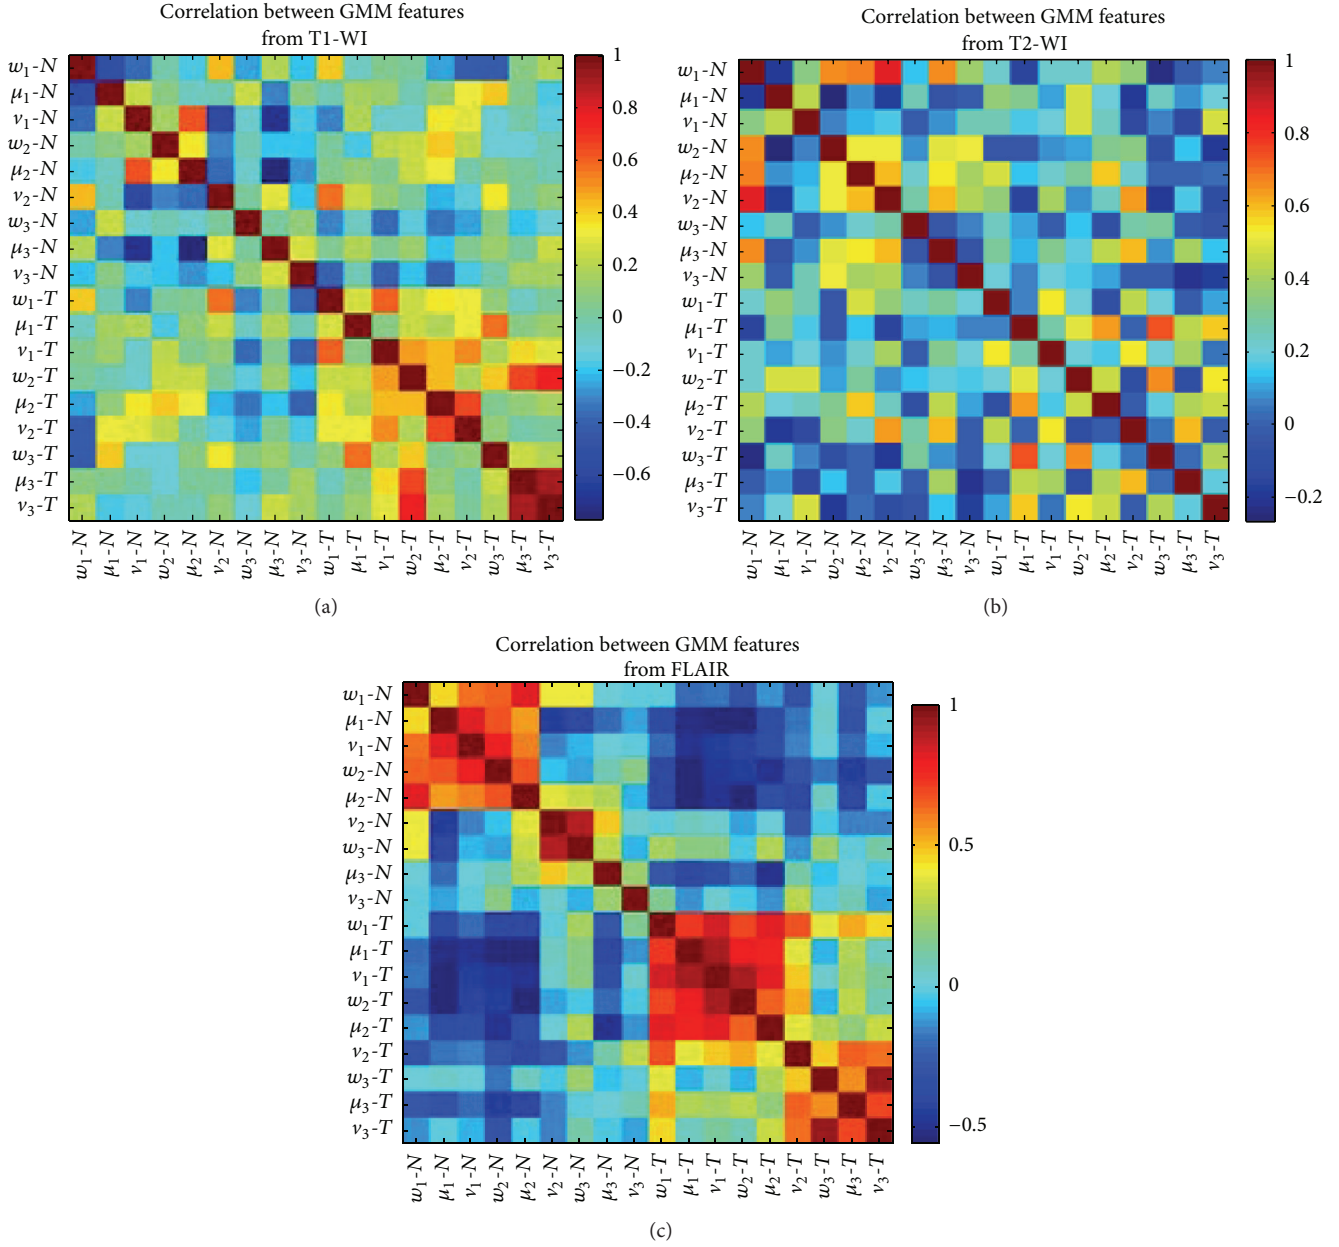 Correlation between GMM features
from T1-WI
w1-N
μ1-N
ν1-N
w2-N
μ2-N
ν2-N
w3-N
μ3-N
ν3-N
w1-T
μ1-T
ν1-T
w2-T
μ2-T
ν2-T
w3-T
μ3-T
ν3-T
1
0.8
0.6
0.4
0.2
0
−0.2
−0.4
−0.6
w1-N μ1-N ν1-N w2-N μ2-N ν2-N w3-N μ3-N ν3-N w1-T μ1-T ν1-T w2-T μ2-T ν2-T w3-T μ3-T ν3-T
(a)
Correlation between GMM features
from T2-WI
w1-N
μ1-N
ν1-N
w2-N
μ2-N
ν2-N
w3-N
μ3-N
ν3-N
w1-T
μ1-T
ν1-T
w2-T
μ2-T
ν2-T
w3-T
μ3-T
ν3-T
1
0.8
0.6
0.4
0.2
0
−0.2
w1-N μ1-N ν1-N w2-N μ2-N ν2-N w3-N μ3-N ν3-N w1-T μ1-T ν1-T w2-T μ2-T ν2-T w3-T μ3-T ν3-T
(b)
Correlation between GMM features
from FLAIR
w1-N
μ1-N
ν1-N
w2-N
μ2-N
ν2-N
w3-N
μ3-N
ν3-N
w1-T
μ1-T
ν1-T
w2-T
μ2-T
ν2-T
w3-T
μ3-T
ν3-T
1
0.5
0
−0.5
w1-N μ1-N ν1-N w2-N μ2-N ν2-N w3-N μ3-N ν3-N w1-T μ1-T ν1-T w2-T μ2-T ν2-T w3-T μ3-T ν3-T
(c)